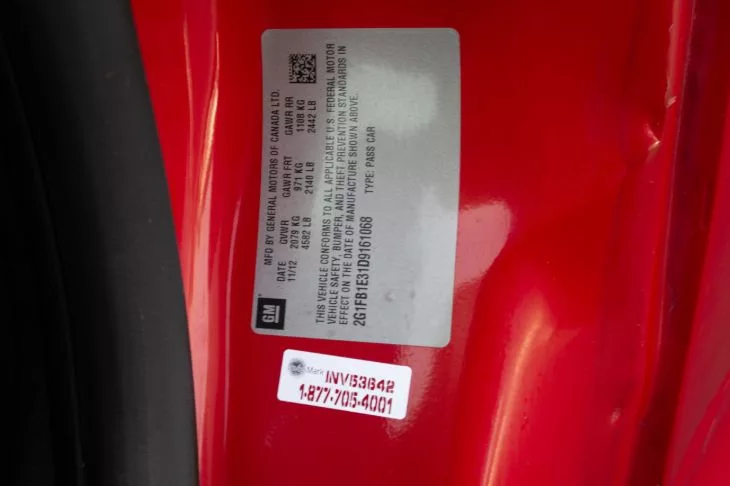 MFD BY GENERAL MOTORS OF CANADA LTD.
DATE GVWR GAWR FRT GAWR RR
11/12 2079 KG 971 KG 1108 KG
4582 LB 2140 LB 2442 LB
THIS VEHICLE CONFORMS TO ALL APPLICABLE U.S. FEDERAL MOTOR
VEHICLE SAFETY, BUMPER, AND THEFT PREVENTION STANDARDS IN
EFFECT ON THE DATE OF MANUFACTURE SHOWN ABOVE.
2G1FB1E31D9161068 TYPE: PASS CAR
GM
Mark INV53642
1-877-705-4001